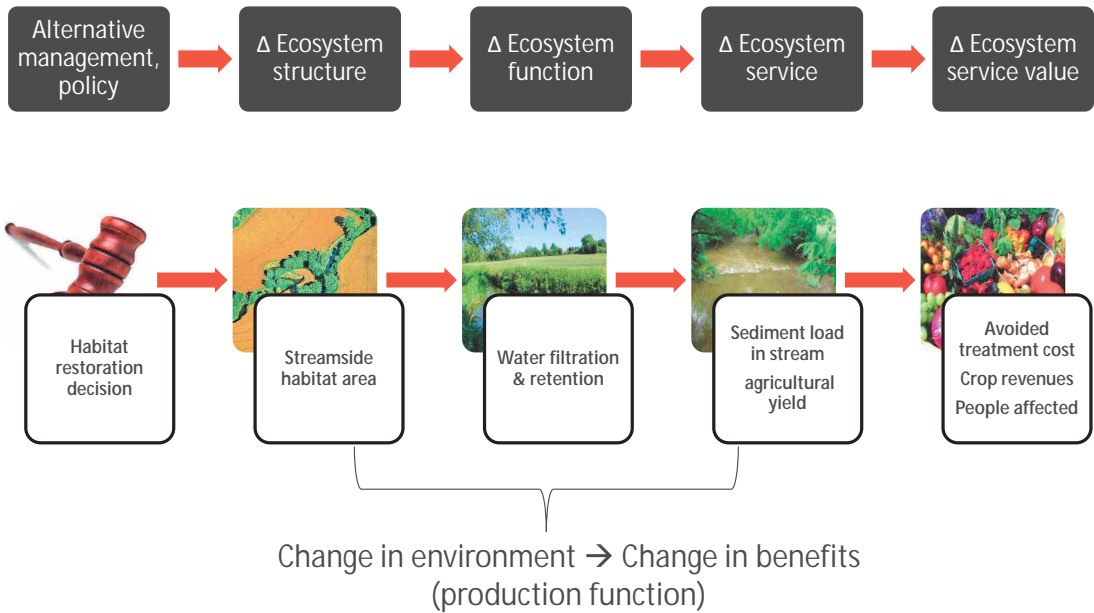 Alternative
management,
policy
Δ Ecosystem
structure
Δ Ecosystem
function
Δ Ecosystem
service
Δ Ecosystem
service value
Habitat
restoration
decision
Streamside
habitat area
Water filtration
& retention
Sediment load
in stream
agricultural
yield
Avoided
treatment cost
Crop revenues
People affected
Change in environment → Change in benefits
(production function)